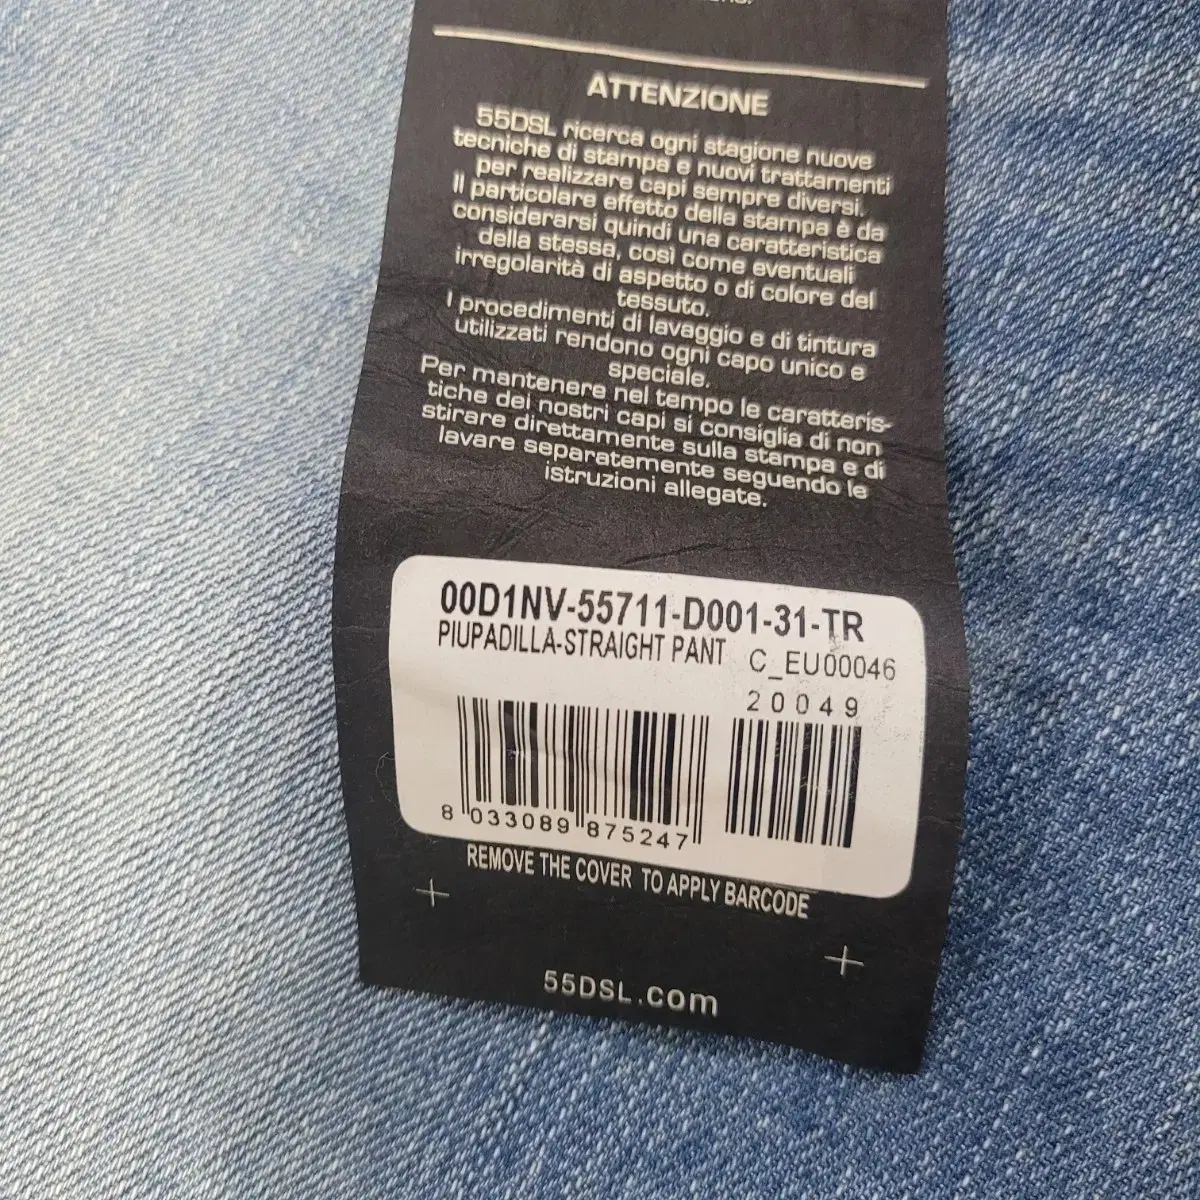 ATTENZIONE
55DSL ricerca ogni stagione nuove
tecniche di stampa e nuovi trattamenti
per realizzare capi sempre diversi.
Il particolare effetto della stampa è da
considerarsi quindi una caratteristica
della stessa, così come eventuali
irregolarità di aspetto o di colore del
tessuto.
I procedimenti di lavaggio e di tintura
utilizzati rendono ogni capo unico e
speciale.
Per mantenere nel tempo le caratteris-
tiche dei nostri capi si consiglia di non
stirare direttamente sulla stampa e di
lavare separatamente seguendo le
istruzioni allegate.
00D1NV-55711-D001-31-TR
PIUPADILLA-STRAIGHT PANT C_EU00046
20049
8 033089 875247
REMOVE THE COVER TO APPLY BARCODE
55DSL.com